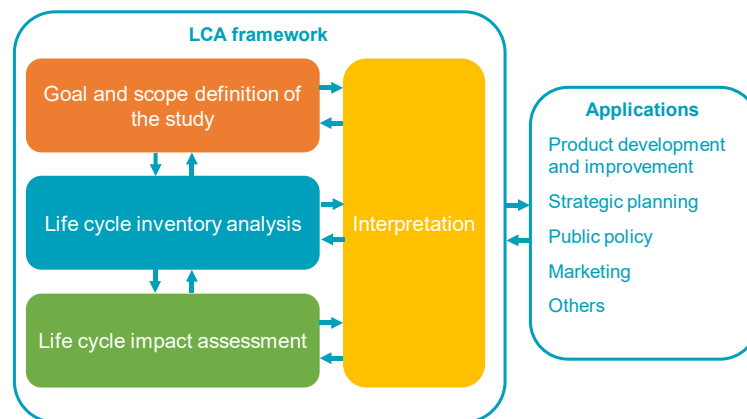 LCA framework
Goal and scope definition of
the study
Life cycle inventory analysis
Life cycle impact assessment
Interpretation
Applications
Product development
and improvement
Strategic planning
Public policy
Marketing
Others